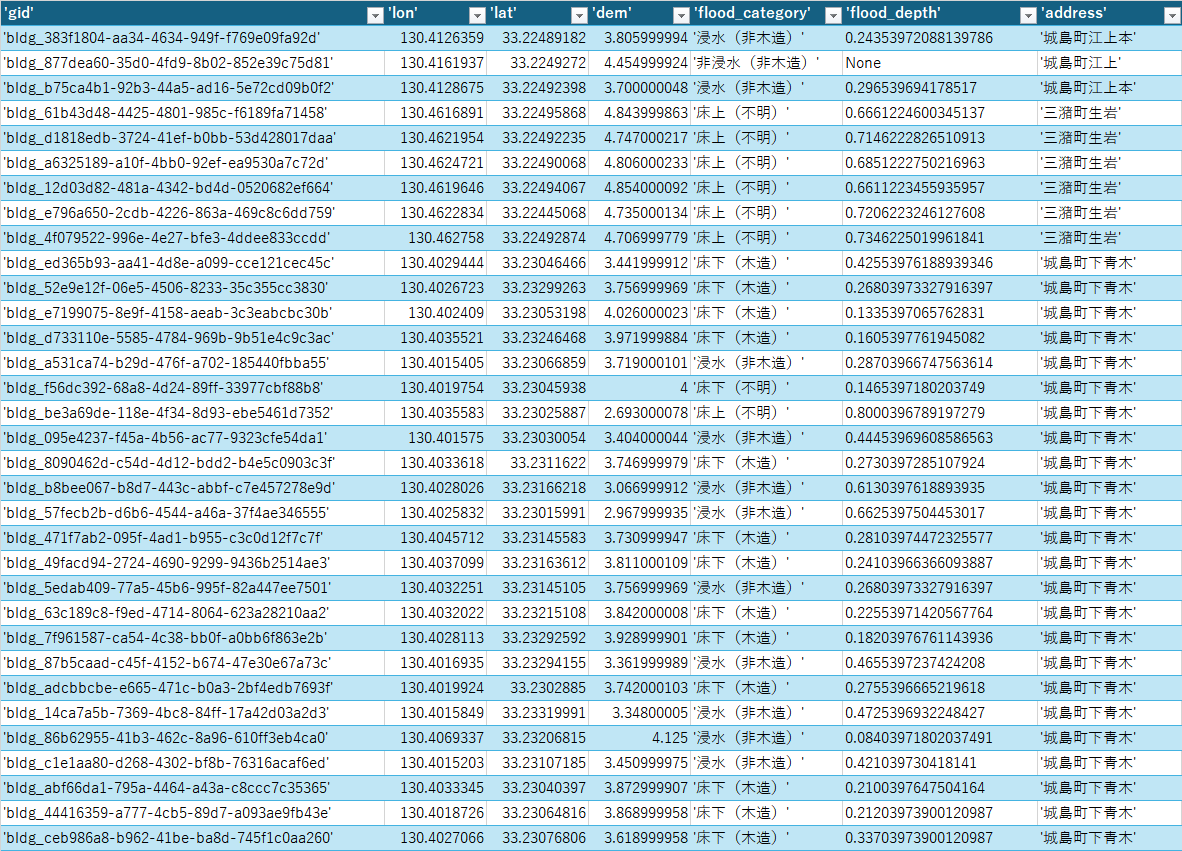 'gid' 'lon' 'lat' 'dem' 'flood_category' 'flood_depth' 'address'
'bldg_383f1804-aa34-4634-949f-f769e09fa92d' 130.4126359 33.22489182 3.805999994 '浸水（非木造）' 0.24353972088139786 '城島町江上本'
'bldg_877dea60-35d0-4fd9-8b02-852e39c75d81' 130.4161937 33.2249272 4.454999924 '非浸水（非木造）' None '城島町江上'
'bldg_b75ca4b1-92b3-44a5-ad16-5e72cd09b0f2' 130.4128675 33.22492398 3.700000048 '浸水（非木造）' 0.296539694178517 '城島町江上本'
'bldg_61b43d48-4425-4801-985c-f6189fa71458' 130.4616891 33.22495868 4.843999863 '床上（不明）' 0.6661224600345137 '三潴町生岩'
'bldg_d1818edb-3724-41ef-b0bb-53d428017daa' 130.4621954 33.22492235 4.747000217 '床上（不明）' 0.7146222826510913 '三潴町生岩'
'bldg_a6325189-a10f-4bb0-92ef-ea9530a7c72d' 130.4624721 33.22490068 4.806000233 '床上（不明）' 0.6851222750216963 '三潴町生岩'
'bldg_12d03d82-481a-4342-bd4d-0520682ef664' 130.4619646 33.22494067 4.854000092 '床上（不明）' 0.6611223455935957 '三潴町生岩'
'bldg_e796a650-2cdb-4226-863a-469c8c6dd759' 130.4622834 33.22445068 4.735000134 '床上（不明）' 0.7206223246127608 '三潴町生岩'
'bldg_4f079522-996e-4e27-bfe3-4ddee833ccdd' 130.462758 33.22492874 4.706999779 '床上（不明）' 0.7346225019961841 '三潴町生岩'
'bldg_ed365b93-aa41-4d8e-a099-cce121cec45c' 130.4029444 33.23046466 3.441999912 '床下（木造）' 0.42553976188939346 '城島町下青木'
'bldg_52e9e12f-06e5-4506-8233-35c355cc3830' 130.4026723 33.23299263 3.756999969 '床下（木造）' 0.26803973327916397 '城島町下青木'
'bldg_e7199075-8e9f-4158-aeab-3c3eabcbc30b' 130.402409 33.23053198 4.026000023 '床下（木造）' 0.1335397065762831 '城島町下青木'
'bldg_d733110e-5585-4784-969b-9b51e4c9c3ac' 130.4035521 33.23246468 3.971999884 '床下（木造）' 0.1605397761945082 '城島町下青木'
'bldg_a531ca74-b29d-476f-a702-185440fbba55' 130.4015405 33.23066859 3.719000101 '浸水（非木造）' 0.28703966747563614 '城島町下青木'
'bldg_f56dc392-68a8-4d24-89ff-33977cbf88b8' 130.4019754 33.23045938 4 '床下（不明）' 0.1465397180203749 '城島町下青木'
'bldg_be3a69de-118e-4f34-8d93-ebe5461d7352' 130.4035583 33.23025887 2.693000078 '床上（不明）' 0.8000396789197279 '城島町下青木'
'bldg_095e4237-f45a-4b56-ac77-9323cfe54da1' 130.401575 33.23030054 3.404000044 '浸水（非木造）' 0.44453969608586563 '城島町下青木'
'bldg_8090462d-c54d-4d12-bdd2-b4e5c0903c3f' 130.4033618 33.2311622 3.746999979 '床下（木造）' 0.2730397285107924 '城島町下青木'
'bldg_b8bee067-b8d7-443c-abbf-c7e457278e9d' 130.4028026 33.23166218 3.066999912 '浸水（非木造）' 0.6130397618893935 '城島町下青木'
'bldg_57fecb2b-d6b6-4544-a46a-37f4ae346555' 130.4025832 33.23015991 2.967999935 '浸水（非木造）' 0.6625397504453017 '城島町下青木'
'bldg_471f7ab2-095f-4ad1-b955-c3c0d12f7c7f' 130.4045712 33.23145583 3.730999947 '床下（木造）' 0.28103974472325577 '城島町下青木'
'bldg_49facd94-2724-4690-9299-9436b2514ae3' 130.4037099 33.23163612 3.811000109 '床下（木造）' 0.24103966366093887 '城島町下青木'
'bldg_5edab409-77a5-45b6-995f-82a447ee7501' 130.4032251 33.23145105 3.756999969 '浸水（非木造）' 0.26803973327916397 '城島町下青木'
'bldg_63c189c8-f9ed-4714-8064-623a28210aa2' 130.4032022 33.23215108 3.842000008 '床下（木造）' 0.22553971420567764 '城島町下青木'
'bldg_7f961587-ca54-4c38-bb0f-a0bb6f863e2b' 130.4028113 33.23292592 3.928999901 '床下（木造）' 0.18203976761143936 '城島町下青木'
'bldg_87b5caad-c45f-4152-b674-47e30e67a73c' 130.4016935 33.23294155 3.361999989 '浸水（非木造）' 0.4655397237424208 '城島町下青木'
'bldg_adcbbcbe-e665-471c-b0a3-2bf4edb7693f' 130.4019924 33.2302885 3.742000103 '床下（木造）' 0.2755396665219618 '城島町下青木'
'bldg_14ca7a5b-7369-4bc8-84ff-17a42d03a2d3' 130.4015849 33.23319991 3.34800005 '浸水（非木造）' 0.4725396932248427 '城島町下青木'
'bldg_86b62955-41b3-462c-8a96-610ff3eb4ca0' 130.4069337 33.23206815 4.125 '浸水（非木造）' 0.08403971802037491 '城島町下青木'
'bldg_c1e1aa80-d268-4302-bf8b-76316acaf6ed' 130.4015203 33.23107185 3.450999975 '浸水（非木造）' 0.421039730418141 '城島町下青木'
'bldg_abf66da1-795a-4464-a43a-c8ccc7c35365' 130.4033345 33.23040397 3.872999907 '床下（木造）' 0.2100397647504164 '城島町下青木'
'bldg_44416359-a777-4cb5-89d7-a093ae9fb43e' 130.4018726 33.23064816 3.868999958 '床下（木造）' 0.21203973900120987 '城島町下青木'
'bldg_ceb986a8-b962-41be-ba8d-745f1c0aa260' 130.4027066 33.23076806 3.618999958 '床下（木造）' 0.33703973900120987 '城島町下青木'